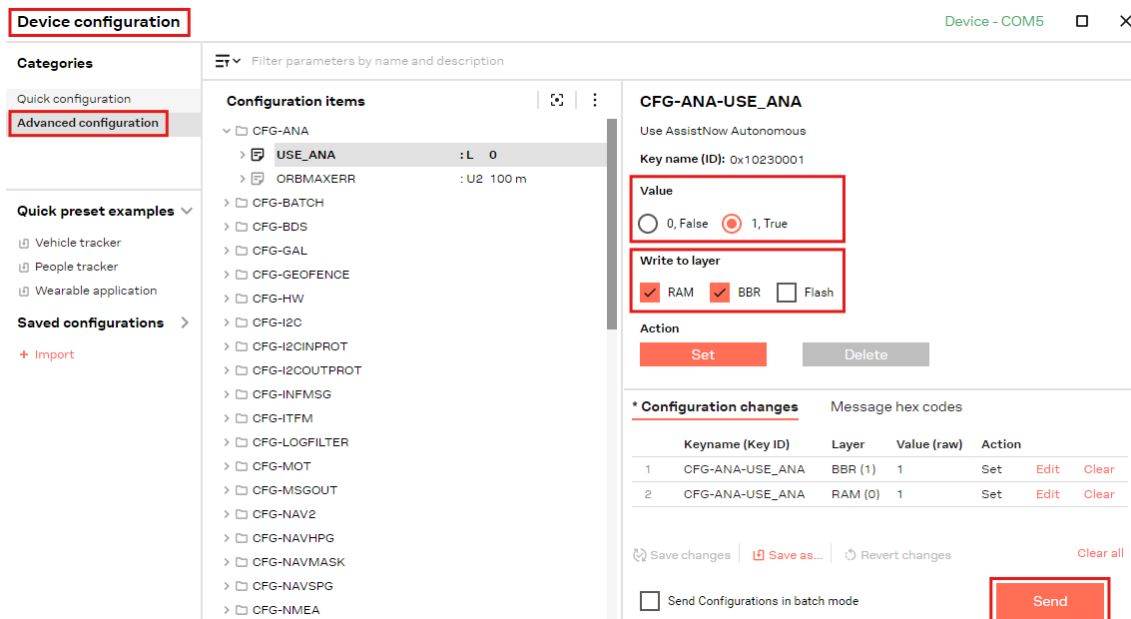 Device configuration
Device - COM5
Categories
Filter parameters by name and description
Quick configuration
Advanced configuration
Quick preset examples
Vehicle tracker
People tracker
Wearable application
Saved configurations
+ Import
Configuration items
CFG-ANA
USE_ANA : L 0
ORBMAXERR : U2 100 m
CFG-BATCH
CFG-BDS
CFG-GAL
CFG-GEOFENCE
CFG-HW
CFG-I2C
CFG-I2CINPROT
CFG-I2COUTPROT
CFG-INFMSG
CFG-ITFM
CFG-LOGFILTER
CFG-MOT
CFG-MSGOUT
CFG-NAV2
CFG-NAVHPG
CFG-NAVMASK
CFG-NAVSPG
CFG-NMEA
CFG-ANA-USE_ANA
Use AssistNow Autonomous
Key name (ID): 0x10230001
Value
0, False 1, True
Write to layer
RAM BBR Flash
Action
Set Delete
* Configuration changes Message hex codes
Keyname (Key ID) Layer Value (raw) Action
1 CFG-ANA-USE_ANA BBR (1) 1 Set Edit Clear
2 CFG-ANA-USE_ANA RAM (0) 1 Set Edit Clear
Save changes Save as... Revert changes Clear all
Send Configurations in batch mode Send